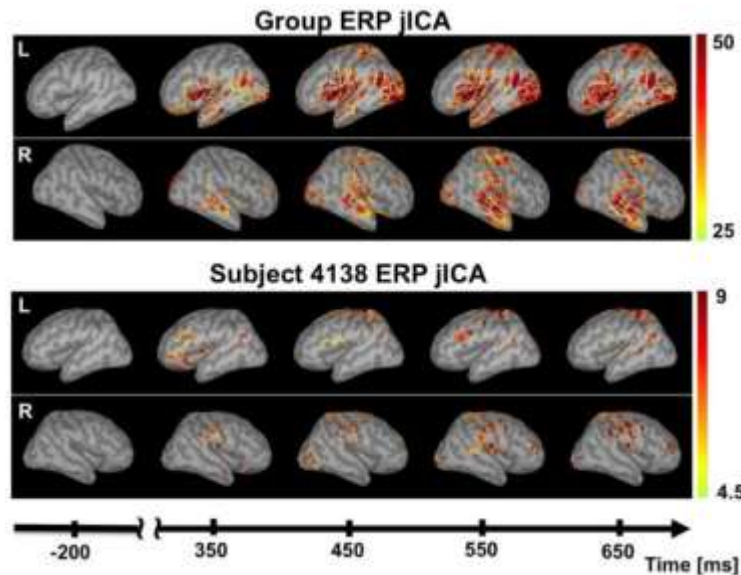 Group ERP jICA
L
50
R
25
Subject 4138 ERP jICA
L
9
R
4.5
-200
350
450
550
650
Time [ms]